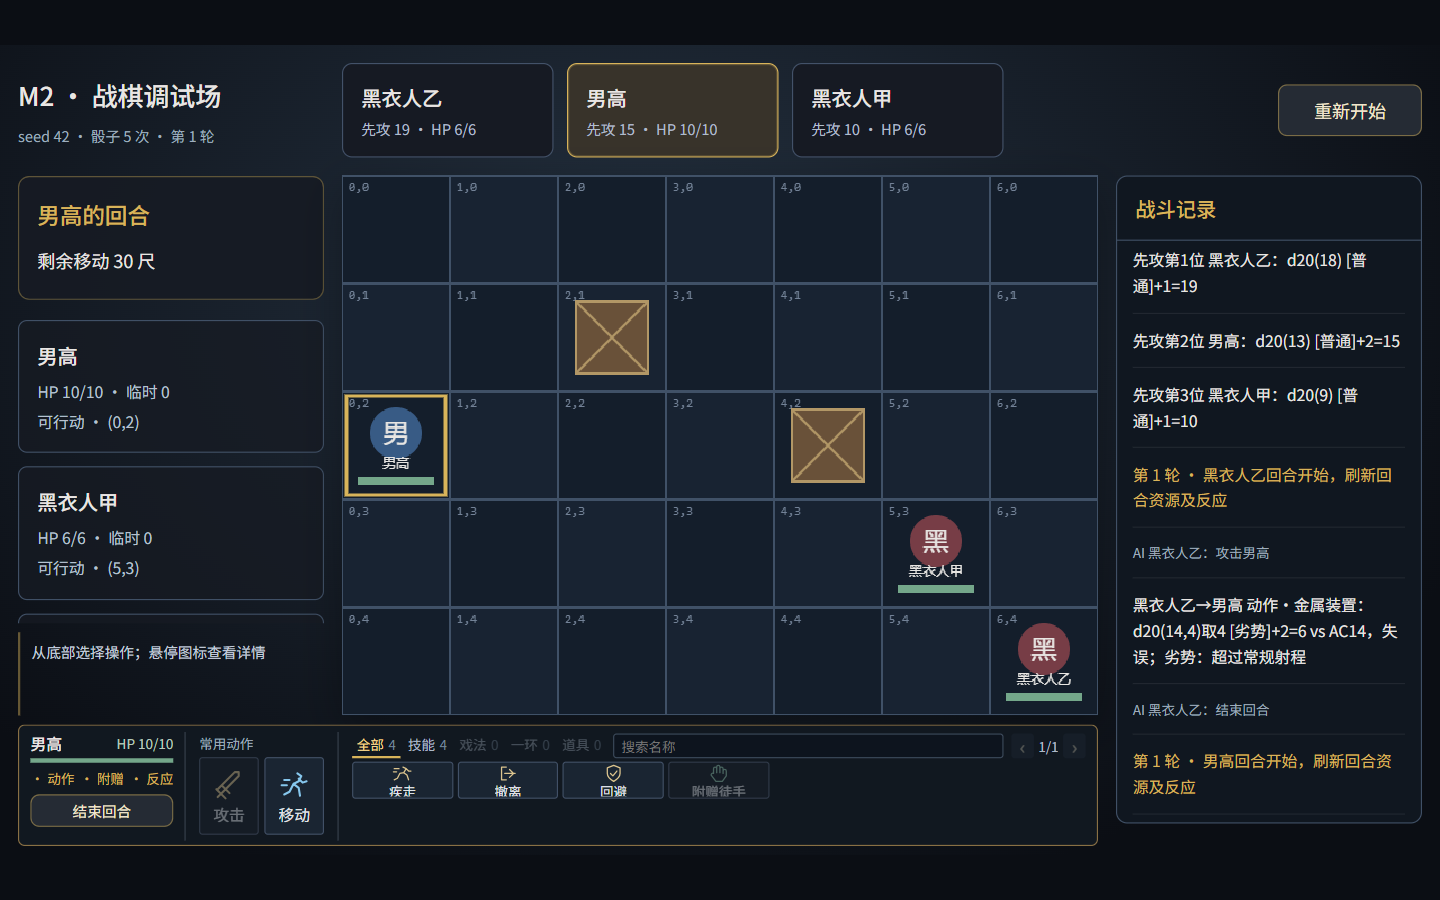 M2 · 战棋调试场
seed 42 · 骰子 5 次 · 第 1 轮
黑衣人乙
先攻 19 · HP 6/6
男高
先攻 15 · HP 10/10
黑衣人甲
先攻 10 · HP 6/6
重新开始
男高的回合
剩余移动 30 尺
男高
HP 10/10 · 临时 0
可行动 · (0,2)
黑衣人甲
HP 6/6 · 临时 0
可行动 · (5,3)
从底部选择操作；悬停图标查看详情
0,0 1,0 2,0 3,0 4,0 5,0 6,0
0,1 1,1 2,1 3,1 4,1 5,1 6,1
0,2 1,2 2,2 3,2 4,2 5,2 6,2
男
男高
0,3 1,3 2,3 3,3 4,3 5,3 6,3
黑
黑衣人甲
0,4 1,4 2,4 3,4 4,4 5,4 6,4
黑
黑衣人乙
战斗记录
先攻第1位 黑衣人乙：d20(18) [普
通]+1=19
先攻第2位 男高：d20(13) [普通]+2=15
先攻第3位 黑衣人甲：d20(9) [普
通]+1=10
第 1 轮 · 黑衣人乙回合开始，刷新回
合资源及反应
AI 黑衣人乙：攻击男高
黑衣人乙→男高 动作·金属装置：
d20(14,4)取4 [劣势]+2=6 vs AC14，失
误；劣势：超过常规射程
AI 黑衣人乙：结束回合
第 1 轮 · 男高回合开始，刷新回合资
源及反应
男高 HP 10/10
· 动作 · 附赠 · 反应
结束回合
常用动作
攻击 移动
全部 4 技能 4 戏法 0 一环 0 道具 0 搜索名称 ‹ 1/1 ›
疾走 撤离 回避 附赠徒手